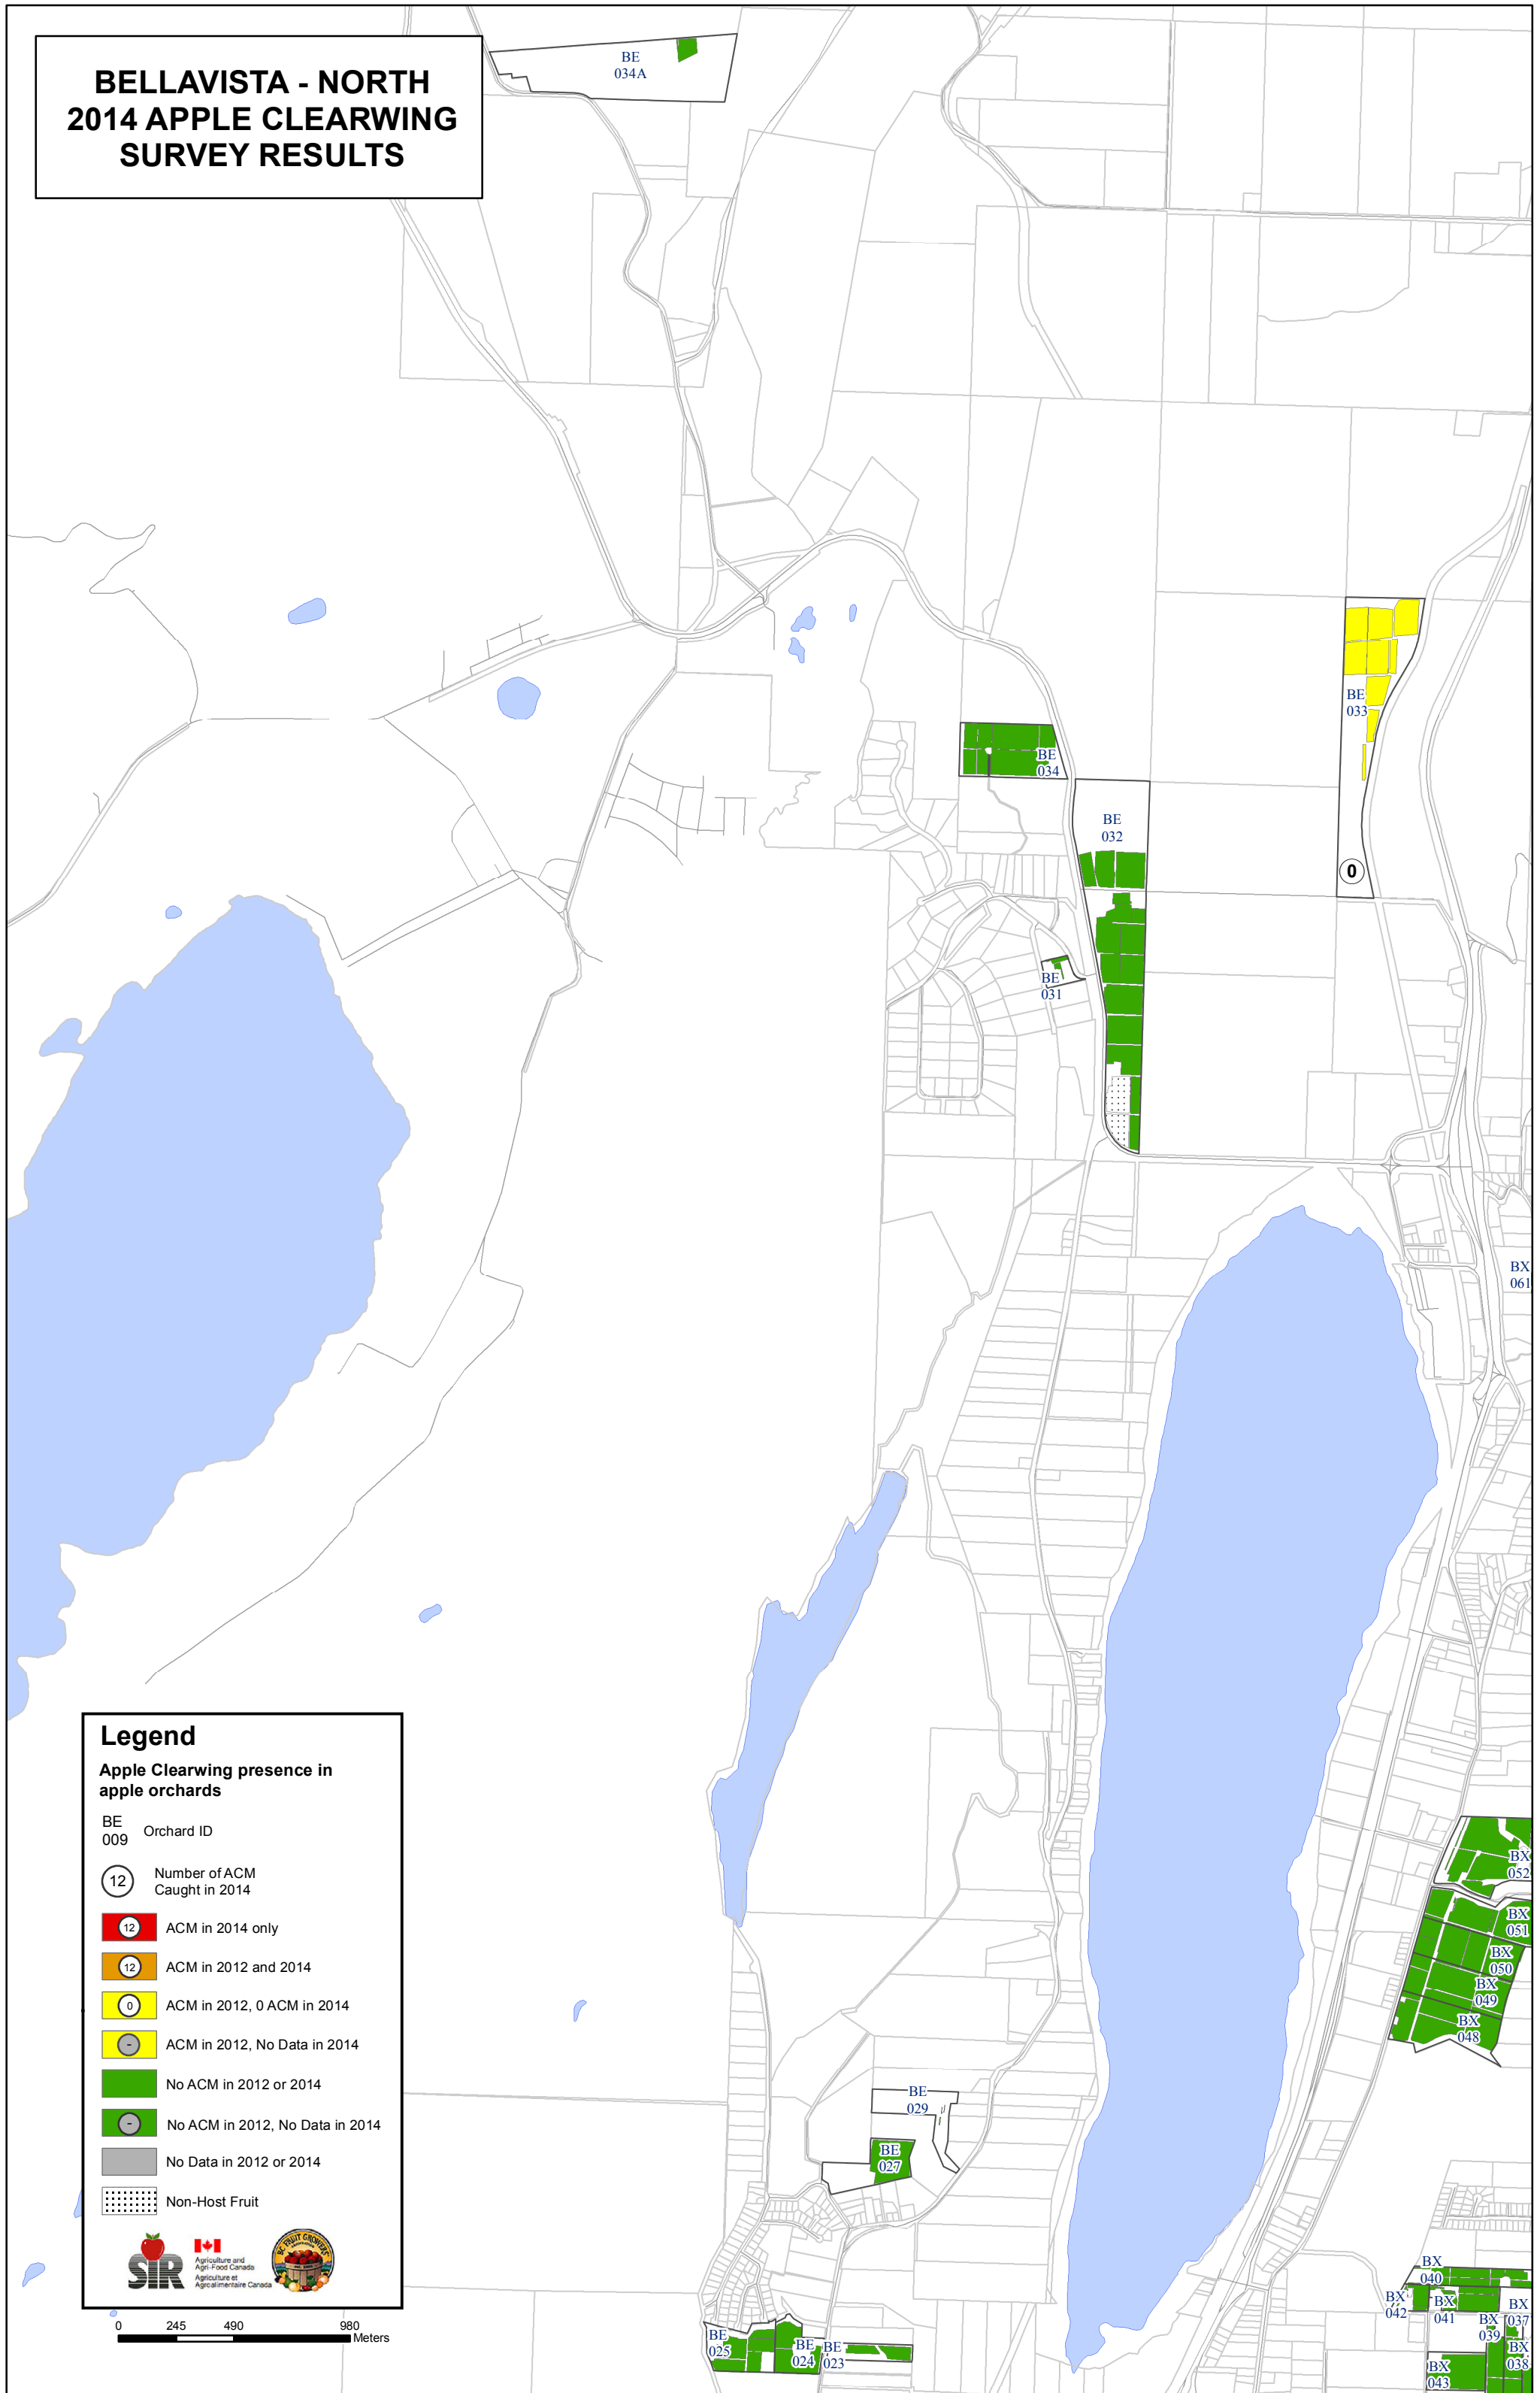 BELLAVISTA - NORTH
2014 APPLE CLEARWING
SURVEY RESULTS
BE
034A
BE
033
BE
034
BE
032
0
BE
031
BX
061
BX
052
BX
051
BX
050
BX
049
BX
048
BE
029
BE
027
BX
040
BX
042
BX
041
BX
037
BX
039
BX
038
BX
043
BE
025
BE
024
BE
023
Legend
Apple Clearwing presence in
apple orchards
BE
009
Orchard ID
12
Number of ACM
Caught in 2014
12
ACM in 2014 only
12
ACM in 2012 and 2014
0
ACM in 2012, 0 ACM in 2014
-
ACM in 2012, No Data in 2014
No ACM in 2012 or 2014
-
No ACM in 2012, No Data in 2014
No Data in 2012 or 2014
Non-Host Fruit
SIR
Agriculture and
Agri-Food Canada
Agriculture et
Agroalimentaire Canada
BC FRUIT GROWERS
0 245 490 980
Meters